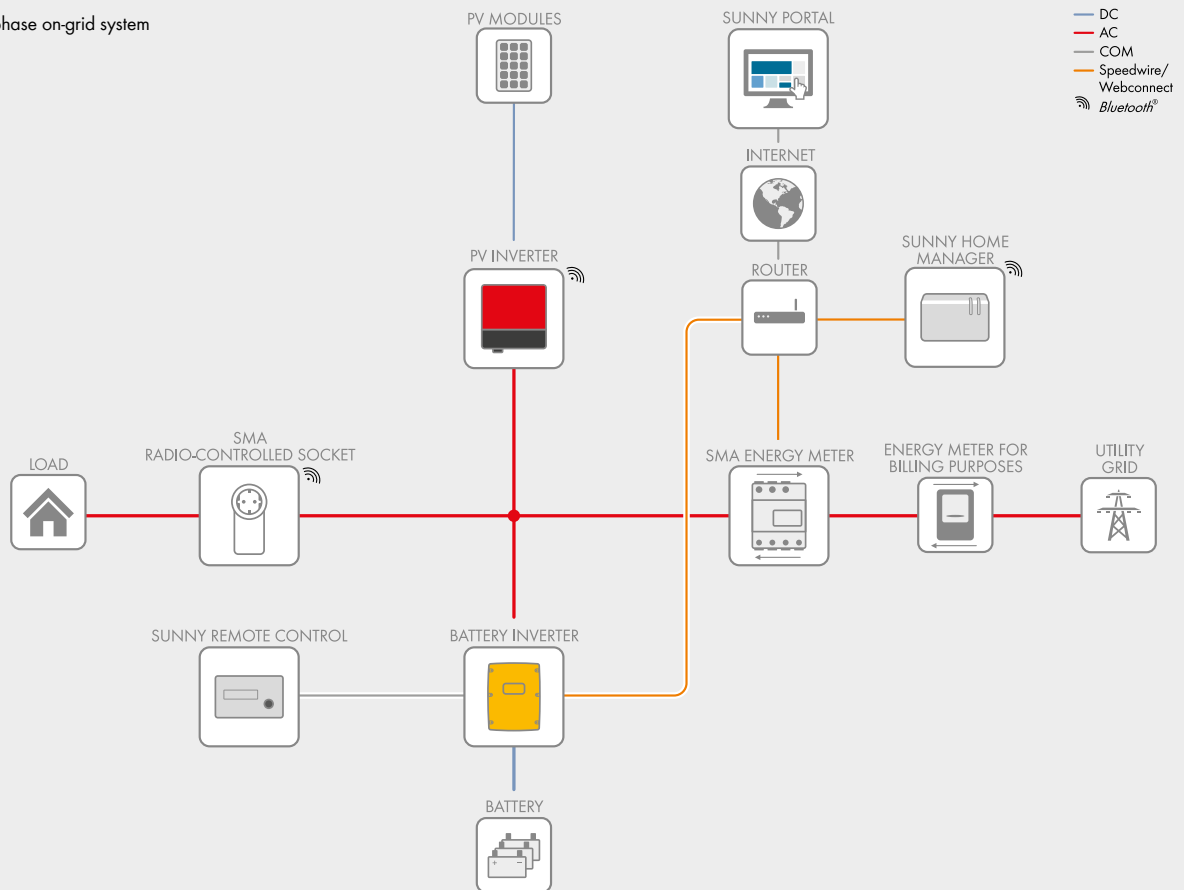 phase on-grid system
PV MODULES
SUNNY PORTAL
DC
AC
COM
Speedwire/
Webconnect
Bluetooth®
INTERNET
PV INVERTER
ROUTER
SUNNY HOME
MANAGER
LOAD
SMA
RADIO-CONTROLLED SOCKET
SMA ENERGY METER
ENERGY METER FOR
BILLING PURPOSES
UTILITY
GRID
SUNNY REMOTE CONTROL
BATTERY INVERTER
BATTERY
+ −